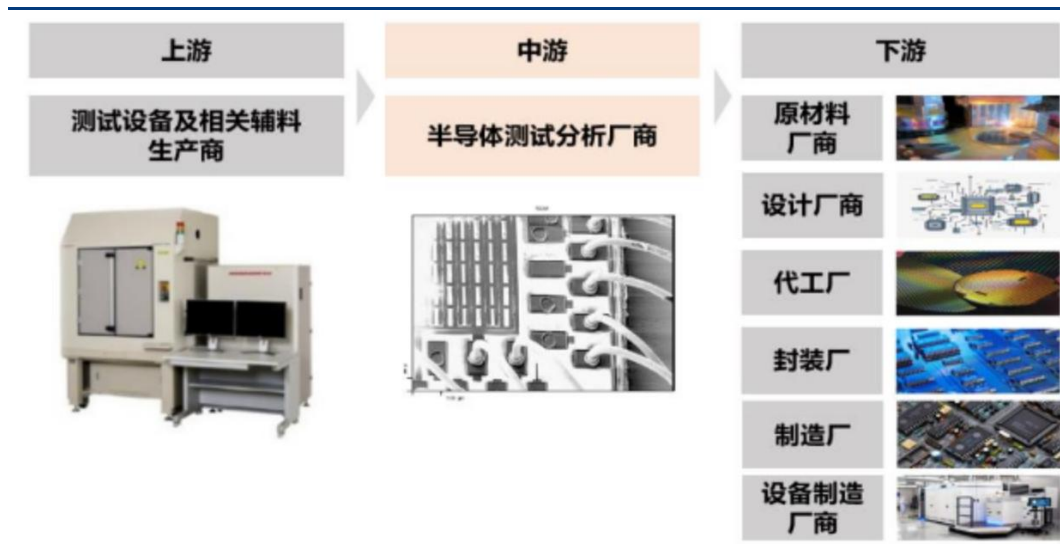 上游
中游
下游
测试设备及相关辅料
生产商
半导体测试分析厂商
原材料
厂商
设计厂商
代工厂
封装厂
制造厂
设备制造
厂商